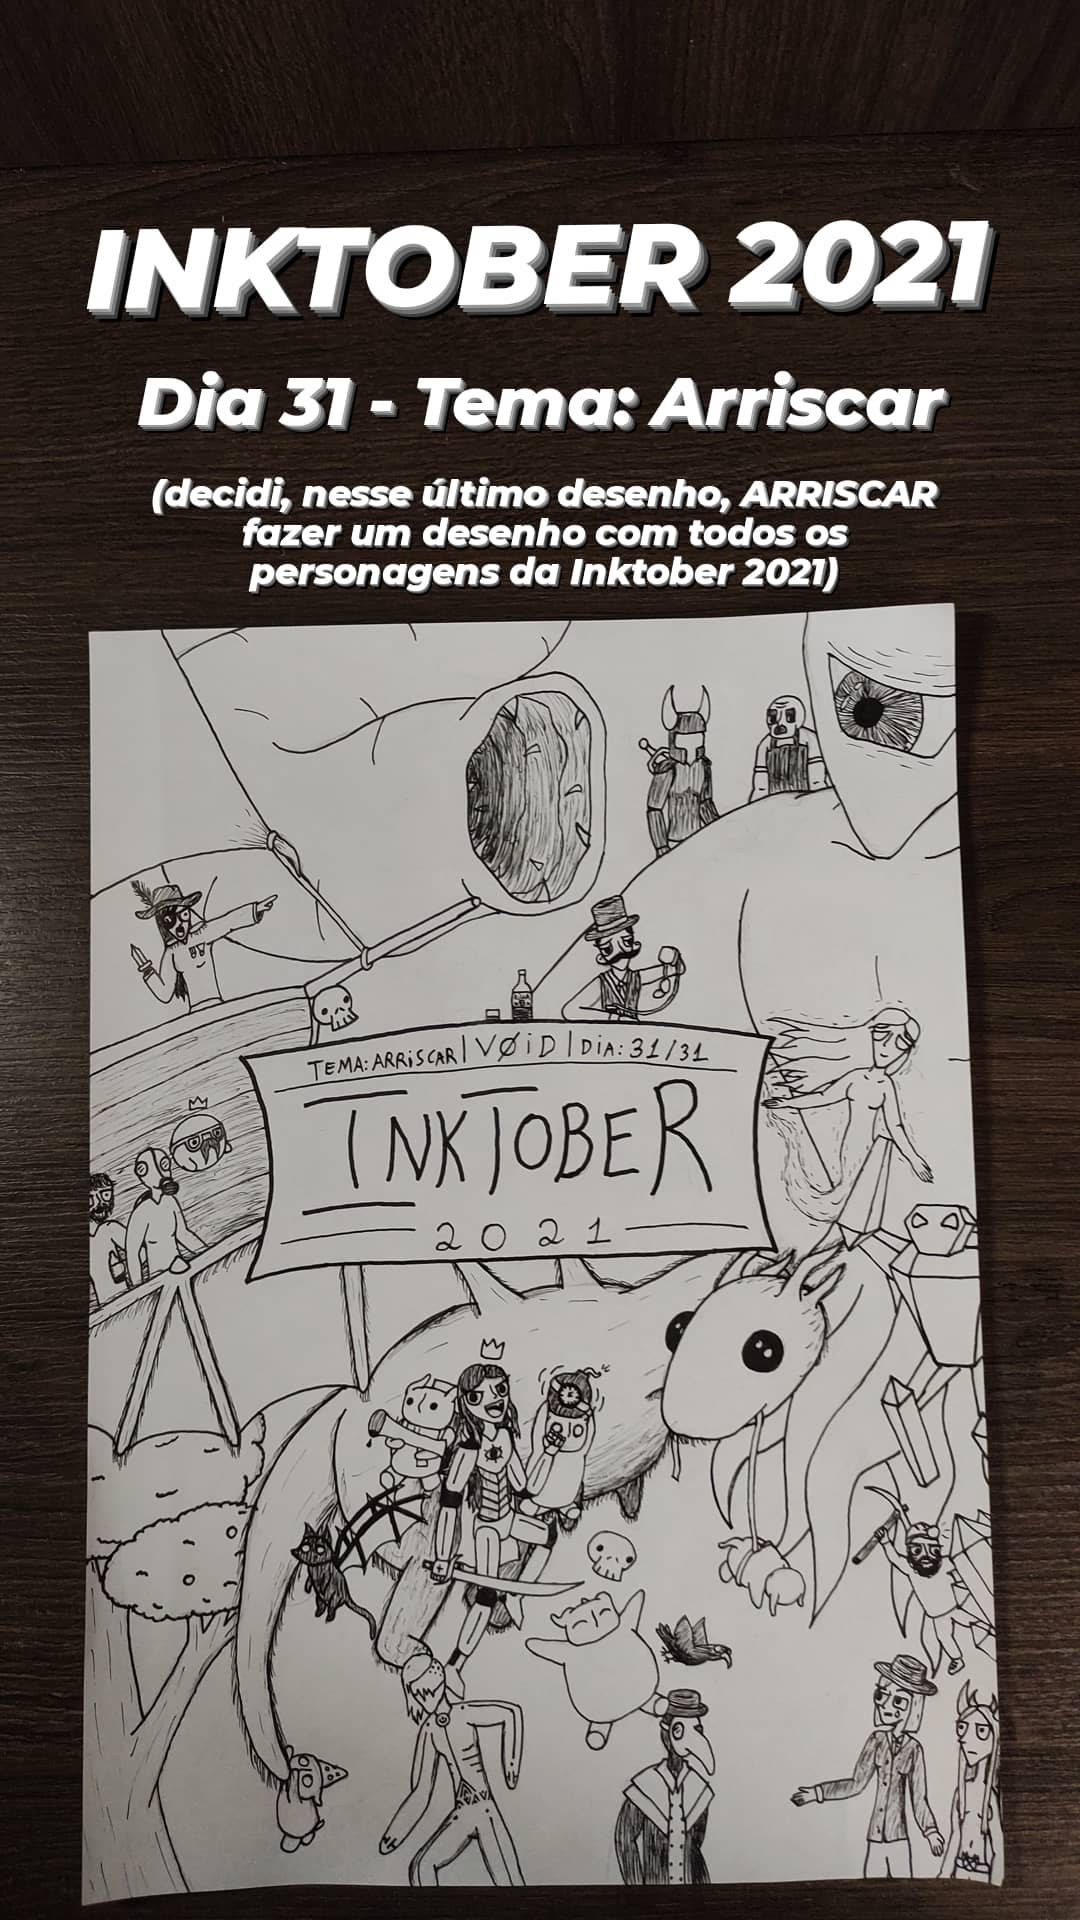 INKTOBER 2021
Dia 31 - Tema: Arriscar
(decidi, nesse último desenho, ARRISCAR
fazer um desenho com todos os
personagens da Inktober 2021)
TEMA: ARRiSCAR | VØiD | DiA: 31/31
INKTOBER
2021